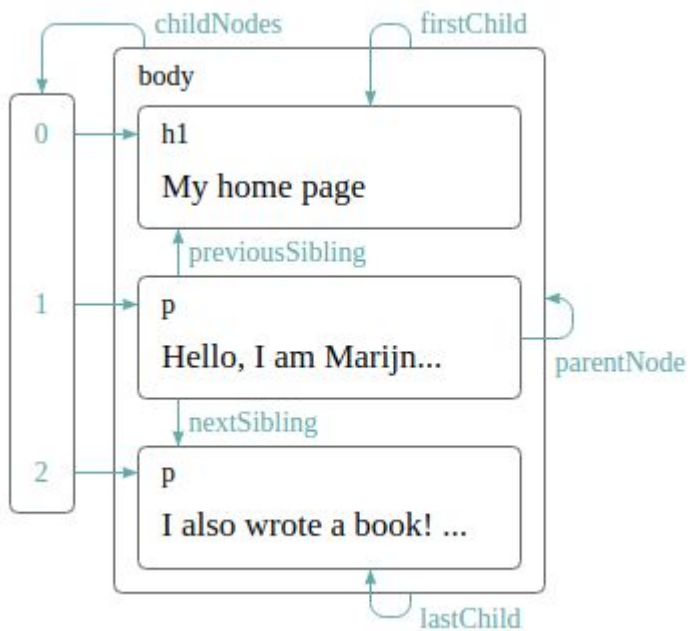 childNodes
firstChild
body
0
h1
My home page
previousSibling
1
p
Hello, I am Marijn...
parentNode
nextSibling
2
p
I also wrote a book! ...
lastChild